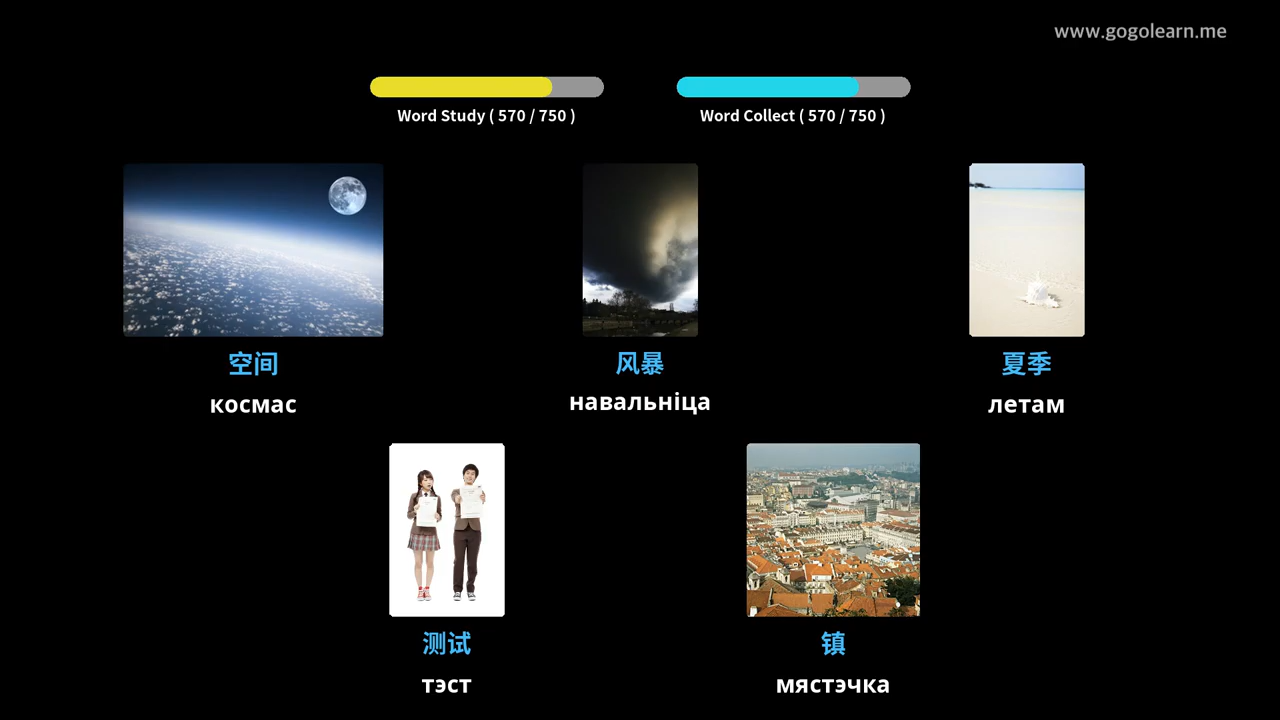 www.gogolearn.me
Word Study ( 570 / 750 )
Word Collect ( 570 / 750 )
空间
космас
风暴
навальніца
夏季
летам
测试
тэст
镇
мястэчка